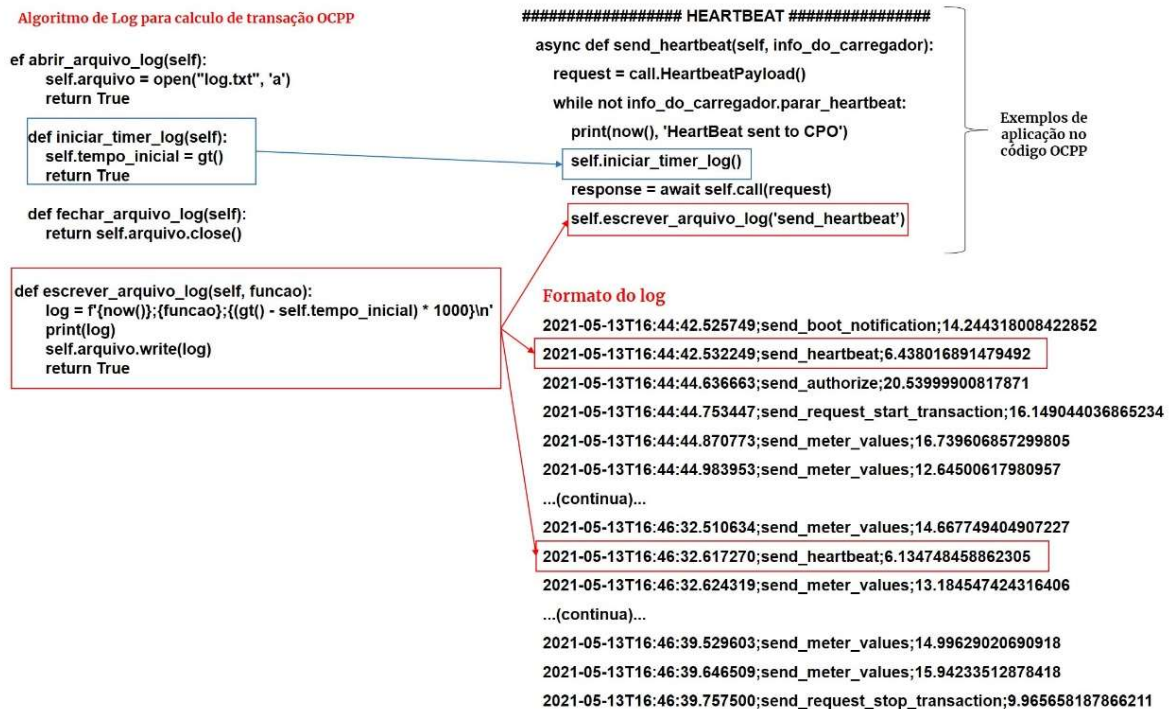 Algoritmo de Log para calculo de transação OCPP
ef abrir_arquivo_log(self):
self.arquivo = open("log.txt", 'a')
return True
def iniciar_timer_log(self):
self.tempo_inicial = gt()
return True
def fechar_arquivo_log(self):
return self.arquivo.close()
def escrever_arquivo_log(self, funcao):
log = f'{now()};{funcao};{(gt() - self.tempo_inicial) * 1000}\n'
print(log)
self.arquivo.write(log)
return True
################# HEARTBEAT ################
async def send_heartbeat(self, info_do_carregador):
request = call.HeartbeatPayload()
while not info_do_carregador.parar_heartbeat:
print(now(), 'HeartBeat sent to CPO')
self.iniciar_timer_log()
response = await self.call(request)
self.escrever_arquivo_log('send_heartbeat')
Exemplos de
aplicação no
código OCPP
Formato do log
2021-05-13T16:44:42.525749;send_boot_notification;14.244318008422852
2021-05-13T16:44:42.532249;send_heartbeat;6.438016891479492
2021-05-13T16:44:44.636663;send_authorize;20.53999900817871
2021-05-13T16:44:44.753447;send_request_start_transaction;16.149044036865234
2021-05-13T16:44:44.870773;send_meter_values;16.739606857299805
2021-05-13T16:44:44.983953;send_meter_values;12.64500617980957
...(continua)...
2021-05-13T16:46:32.510634;send_meter_values;14.667749404907227
2021-05-13T16:46:32.617270;send_heartbeat;6.134748458862305
2021-05-13T16:46:32.624319;send_meter_values;13.184547424316406
...(continua)...
2021-05-13T16:46:39.529603;send_meter_values;14.99629020690918
2021-05-13T16:46:39.646509;send_meter_values;15.94233512878418
2021-05-13T16:46:39.757500;send_request_stop_transaction;9.965658187866211